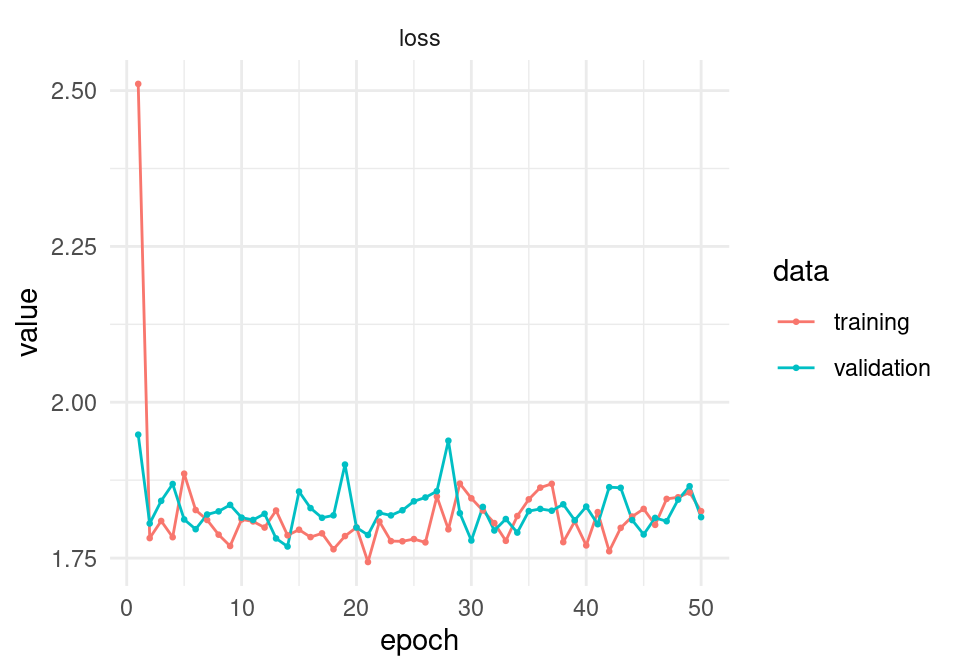 loss
2.50
2.25
2.00
1.75
value
0 10 20 30 40 50
epoch
data
training
validation